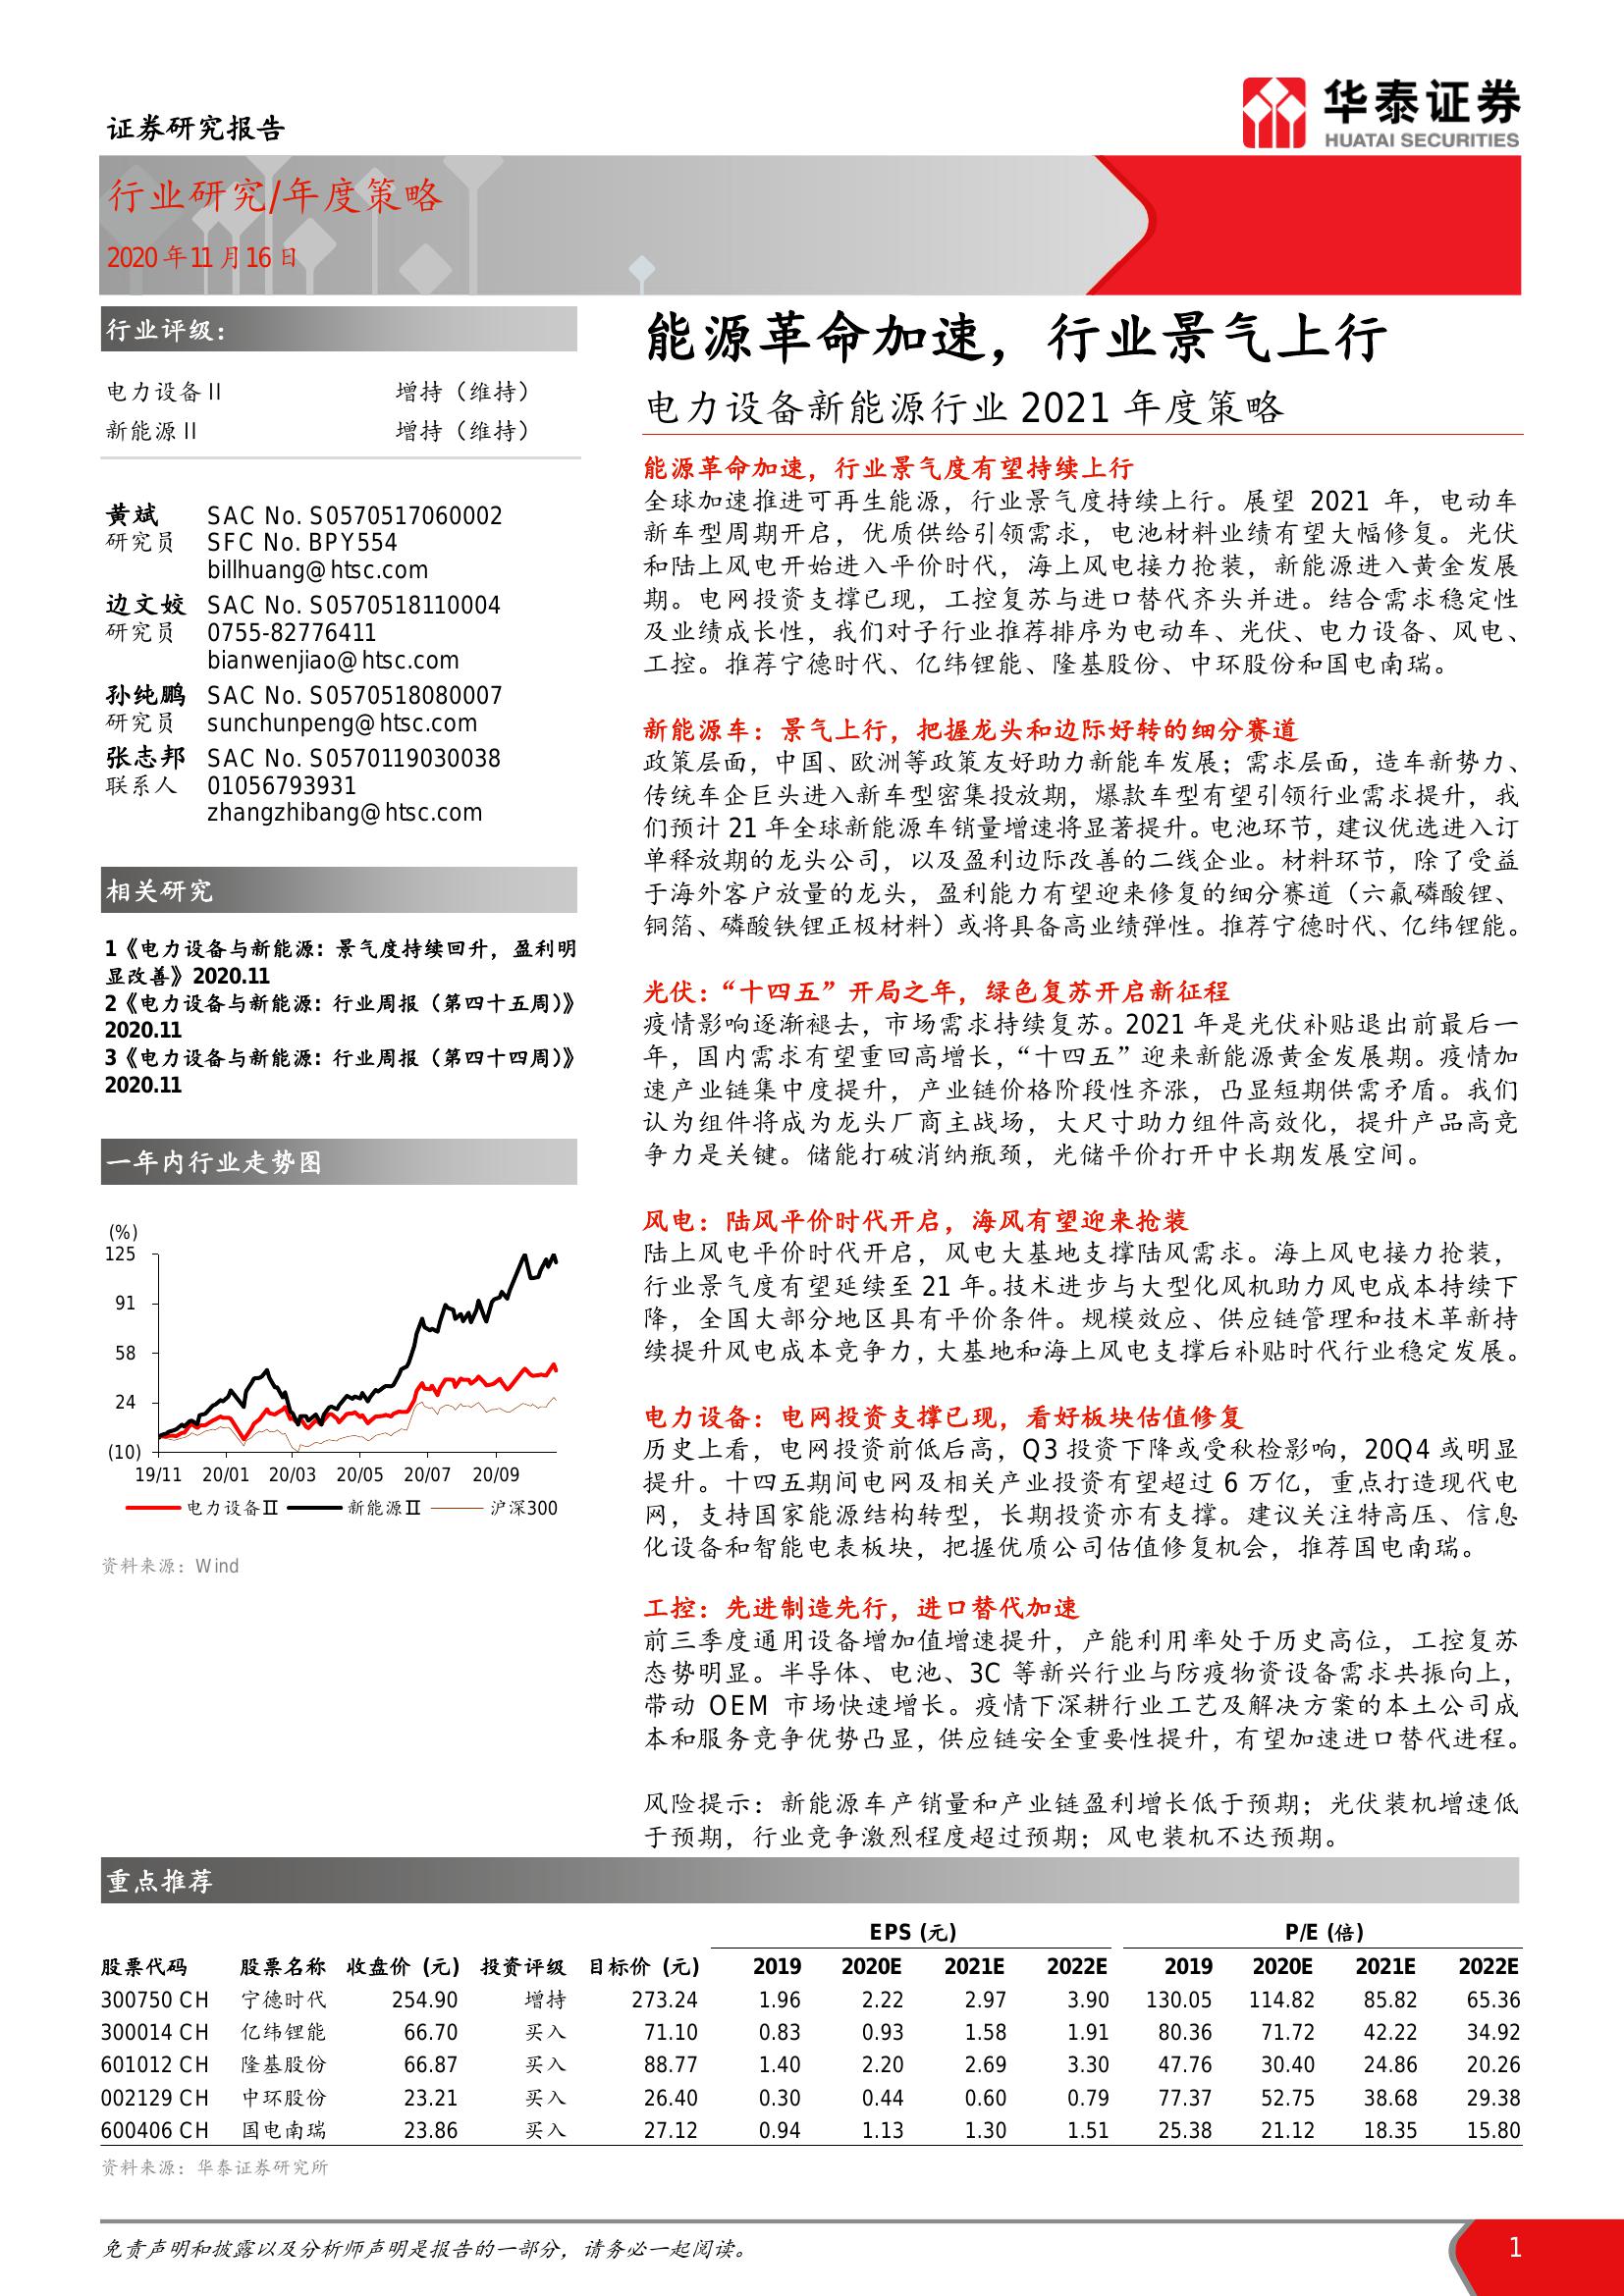 证券研究报告
华泰证券
HUATAI SECURITIES
行业研究/年度策略
2020 年 11 月 16 日
行业评级：
电力设备Ⅱ 增持（维持）
新能源Ⅱ 增持（维持）
黄斌 SAC No. S0570517060002
研究员 SFC No. BPY554
billhuang@htsc.com
边文姣 SAC No. S0570518110004
研究员 0755-82776411
bianwenjiao@htsc.com
孙纯鹏 SAC No. S0570518080007
研究员 sunchunpeng@htsc.com
张志邦 SAC No. S0570119030038
联系人 01056793931
zhangzhibang@htsc.com
相关研究
1《电力设备与新能源：景气度持续回升，盈利明
显改善》2020.11
2《电力设备与新能源：行业周报（第四十五周）》
2020.11
3《电力设备与新能源：行业周报（第四十四周）》
2020.11
一年内行业走势图
(%)
125
91
58
24
(10)
19/11 20/01 20/03 20/05 20/07 20/09
电力设备Ⅱ 新能源Ⅱ 沪深300
资料来源：Wind
能源革命加速，行业景气上行
电力设备新能源行业 2021 年度策略
能源革命加速，行业景气度有望持续上行
全球加速推进可再生能源，行业景气度持续上行。展望 2021 年，电动车
新车型周期开启，优质供给引领需求，电池材料业绩有望大幅修复。光伏
和陆上风电开始进入平价时代，海上风电接力抢装，新能源进入黄金发展
期。电网投资支撑已现，工控复苏与进口替代齐头并进。结合需求稳定性
及业绩成长性，我们对子行业推荐排序为电动车、光伏、电力设备、风电、
工控。推荐宁德时代、亿纬锂能、隆基股份、中环股份和国电南瑞。
新能源车：景气上行，把握龙头和边际好转的细分赛道
政策层面，中国、欧洲等政策友好助力新能车发展；需求层面，造车新势力、
传统车企巨头进入新车型密集投放期，爆款车型有望引领行业需求提升，我
们预计 21 年全球新能源车销量增速将显著提升。电池环节，建议优选进入订
单释放期的龙头公司，以及盈利边际改善的二线企业。材料环节，除了受益
于海外客户放量的龙头，盈利能力有望迎来修复的细分赛道（六氟磷酸锂、
铜箔、磷酸铁锂正极材料）或将具备高业绩弹性。推荐宁德时代、亿纬锂能。
光伏：“十四五”开局之年，绿色复苏开启新征程
疫情影响逐渐褪去，市场需求持续复苏。2021 年是光伏补贴退出前最后一
年，国内需求有望重回高增长，“十四五”迎来新能源黄金发展期。疫情加
速产业链集中度提升，产业链价格阶段性齐涨，凸显短期供需矛盾。我们
认为组件将成为龙头厂商主战场，大尺寸助力组件高效化，提升产品高竞
争力是关键。储能打破消纳瓶颈，光储平价打开中长期发展空间。
风电：陆风平价时代开启，海风有望迎来抢装
陆上风电平价时代开启，风电大基地支撑陆风需求。海上风电接力抢装，
行业景气度有望延续至 21 年。技术进步与大型化风机助力风电成本持续下
降，全国大部分地区具有平价条件。规模效应、供应链管理和技术革新持
续提升风电成本竞争力，大基地和海上风电支撑后补贴时代行业稳定发展。
电力设备：电网投资支撑已现，看好板块估值修复
历史上看，电网投资前低后高，Q3 投资下降或受秋检影响，20Q4 或明显
提升。十四五期间电网及相关产业投资有望超过 6 万亿，重点打造现代电
网，支持国家能源结构转型，长期投资亦有支撑。建议关注特高压、信息
化设备和智能电表板块，把握优质公司估值修复机会，推荐国电南瑞。
工控：先进制造先行，进口替代加速
前三季度通用设备增加值增速提升，产能利用率处于历史高位，工控复苏
态势明显。半导体、电池、3C 等新兴行业与防疫物资设备需求共振向上，
带动 OEM 市场快速增长。疫情下深耕行业工艺及解决方案的本土公司成
本和服务竞争优势凸显，供应链安全重要性提升，有望加速进口替代进程。
风险提示：新能源车产销量和产业链盈利增长低于预期；光伏装机增速低
于预期，行业竞争激烈程度超过预期；风电装机不达预期。
重点推荐
EPS (元) P/E (倍)
股票代码 股票名称 收盘价 (元) 投资评级 目标价 (元) 2019 2020E 2021E 2022E 2019 2020E 2021E 2022E
300750 CH 宁德时代 254.90 增持 273.24 1.96 2.22 2.97 3.90 130.05 114.82 85.82 65.36
300014 CH 亿纬锂能 66.70 买入 71.10 0.83 0.93 1.58 1.91 80.36 71.72 42.22 34.92
601012 CH 隆基股份 66.87 买入 88.77 1.40 2.20 2.69 3.30 47.76 30.40 24.86 20.26
002129 CH 中环股份 23.21 买入 26.40 0.30 0.44 0.60 0.79 77.37 52.75 38.68 29.38
600406 CH 国电南瑞 23.86 买入 27.12 0.94 1.13 1.30 1.51 25.38 21.12 18.35 15.80
资料来源：华泰证券研究所
免责声明和披露以及分析师声明是报告的一部分，请务必一起阅读。 1